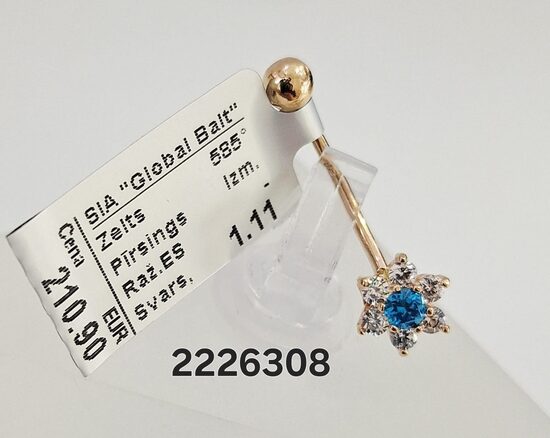 SIA "Global Balt"
Zelts 585°
Pīrsings Izm. -
Raž.ES
Svars, 1.11
Cena 210.90 EUR
2226308